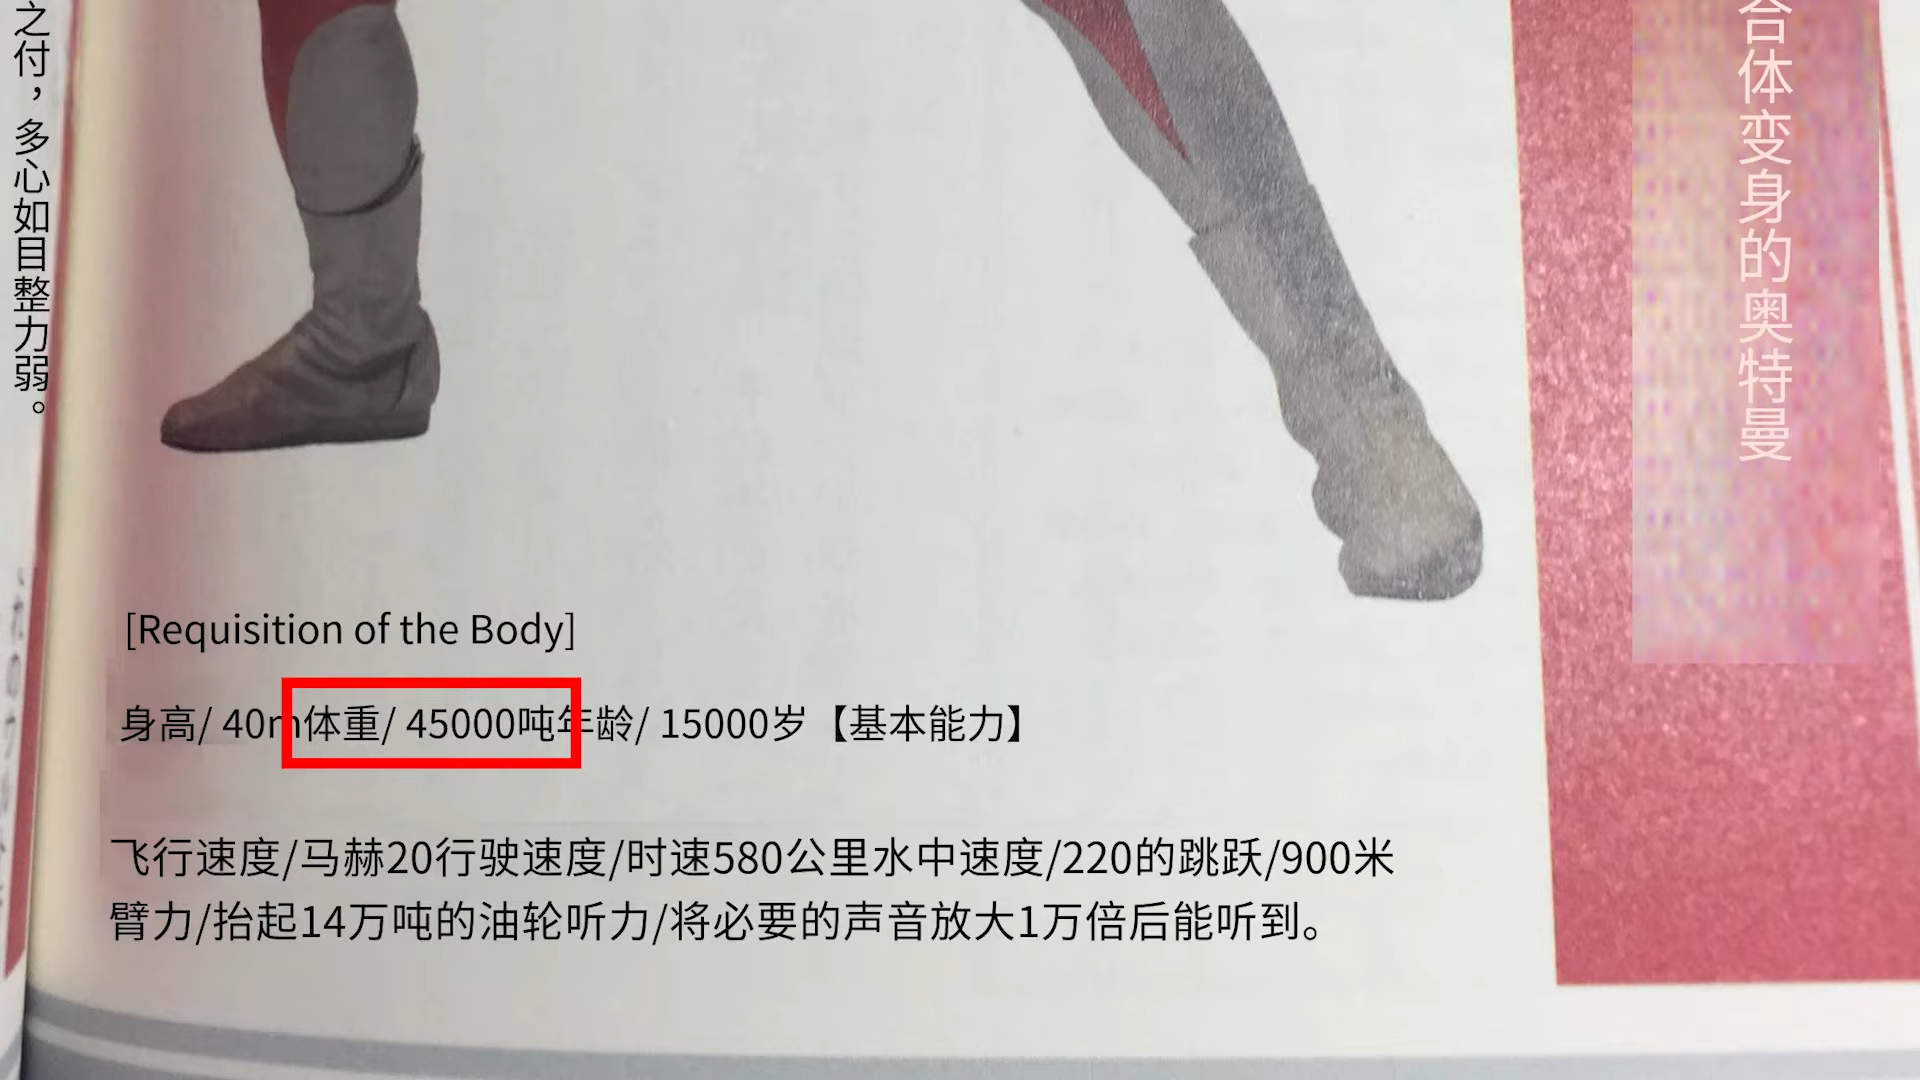 之付，多心如目整力弱。
合体变身的奥特曼
[Requisition of the Body]
身高/ 40m体重/ 45000吨年龄/ 15000岁【基本能力】
飞行速度/马赫20行驶速度/时速580公里水中速度/220的跳跃/900米
臂力/抬起14万吨的油轮听力/将必要的声音放大1万倍后能听到。